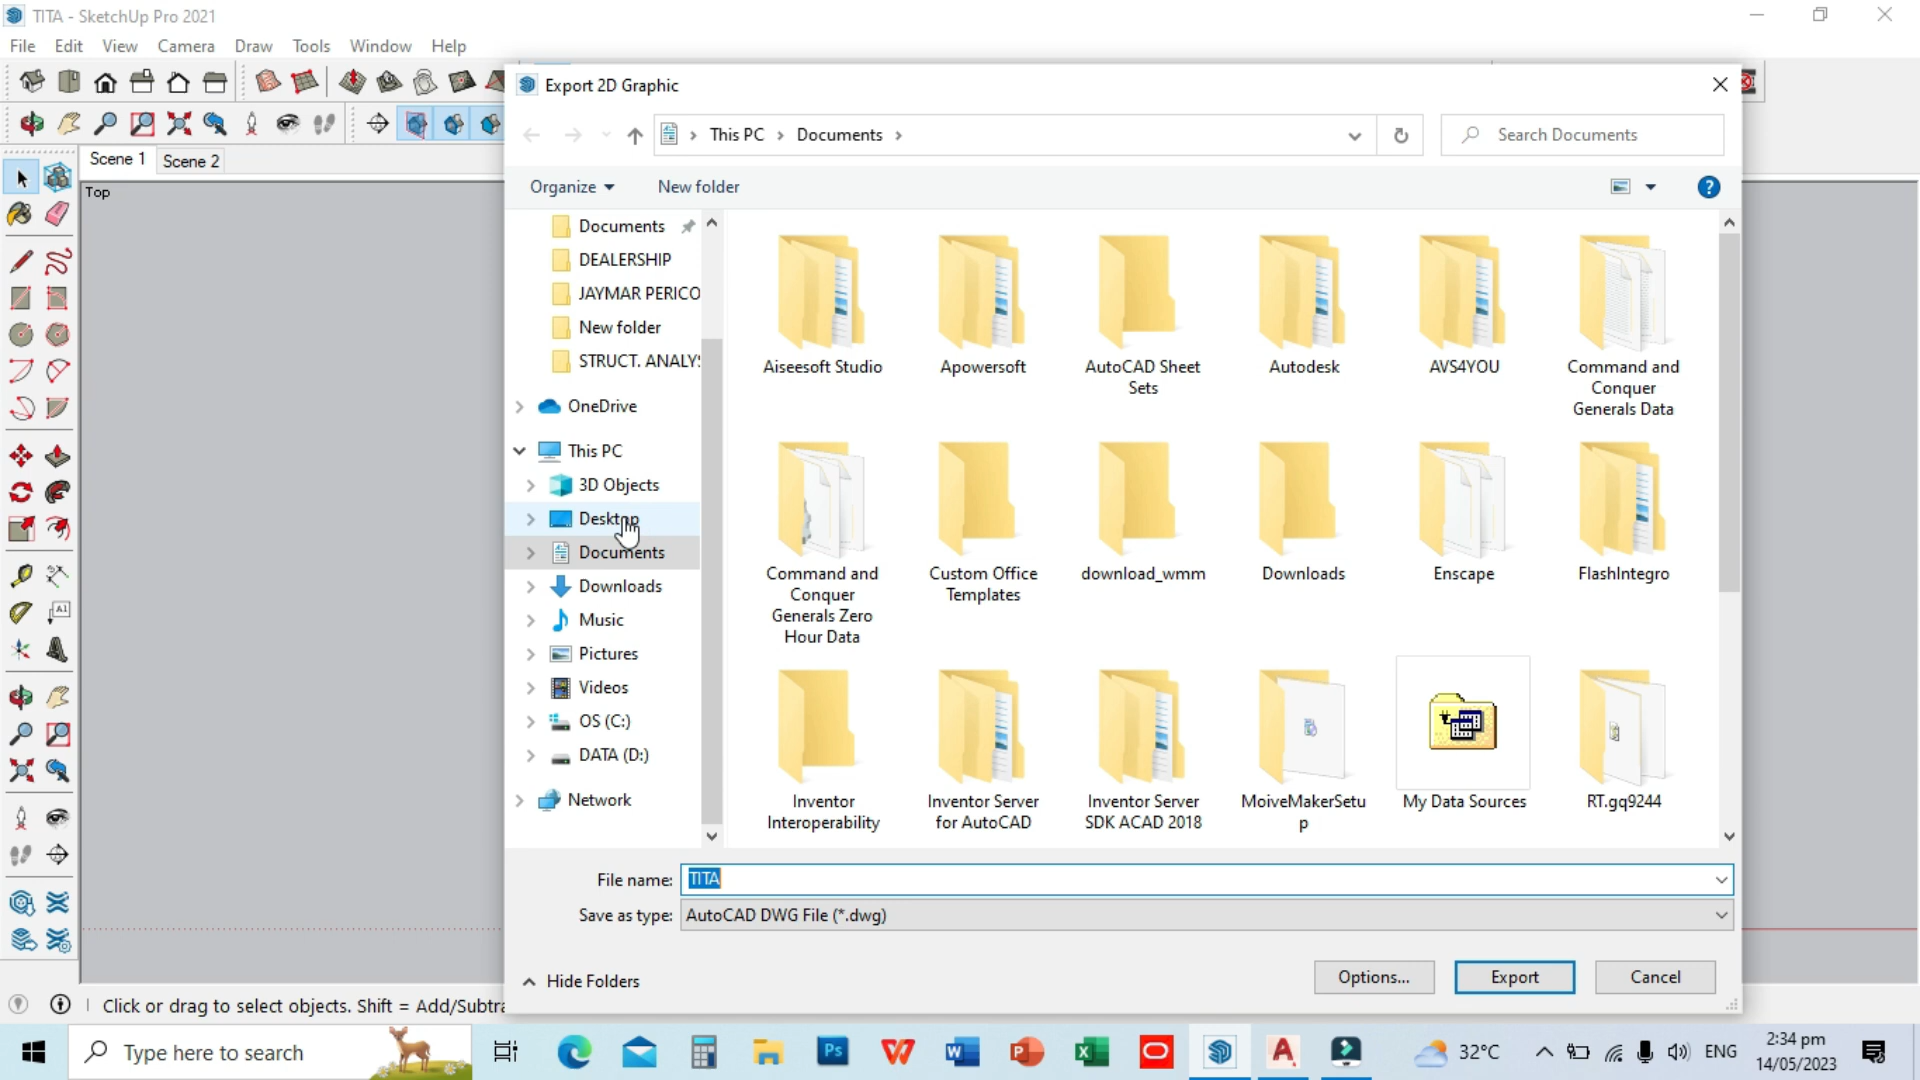 TITA - SketchUp Pro 2021
File Edit View Camera Draw Tools Window Help
Export 2D Graphic
This PC Documents
Search Documents
Scene 1 Scene 2
Organize New folder
Top
Documents
DEALERSHIP
JAYMAR PERICO
New folder
STRUCT. ANALY
OneDrive
This PC
3D Objects
Desktop
Documents
Downloads
Music
Pictures
Videos
OS (C:)
DATA (D:)
Network
Aiseesoft Studio
Apowersoft
AutoCAD Sheet
Sets
Autodesk
AVS4YOU
Command and
Conquer
Generals Data
Command and
Conquer
Generals Zero
Hour Data
Custom Office
Templates
download_wmm
Downloads
Enscape
FlashIntegro
Inventor
Interoperability
Inventor Server
for AutoCAD
Inventor Server
SDK ACAD 2018
MoiveMakerSetu
p
My Data Sources
RT.gq9244
File name: TITA
Save as type: AutoCAD DWG File (*.dwg)
Hide Folders
Options... Export Cancel
Click or drag to select objects. Shift = Add/Subtra
Type here to search
32°C
ENG
2:34 pm
14/05/2023